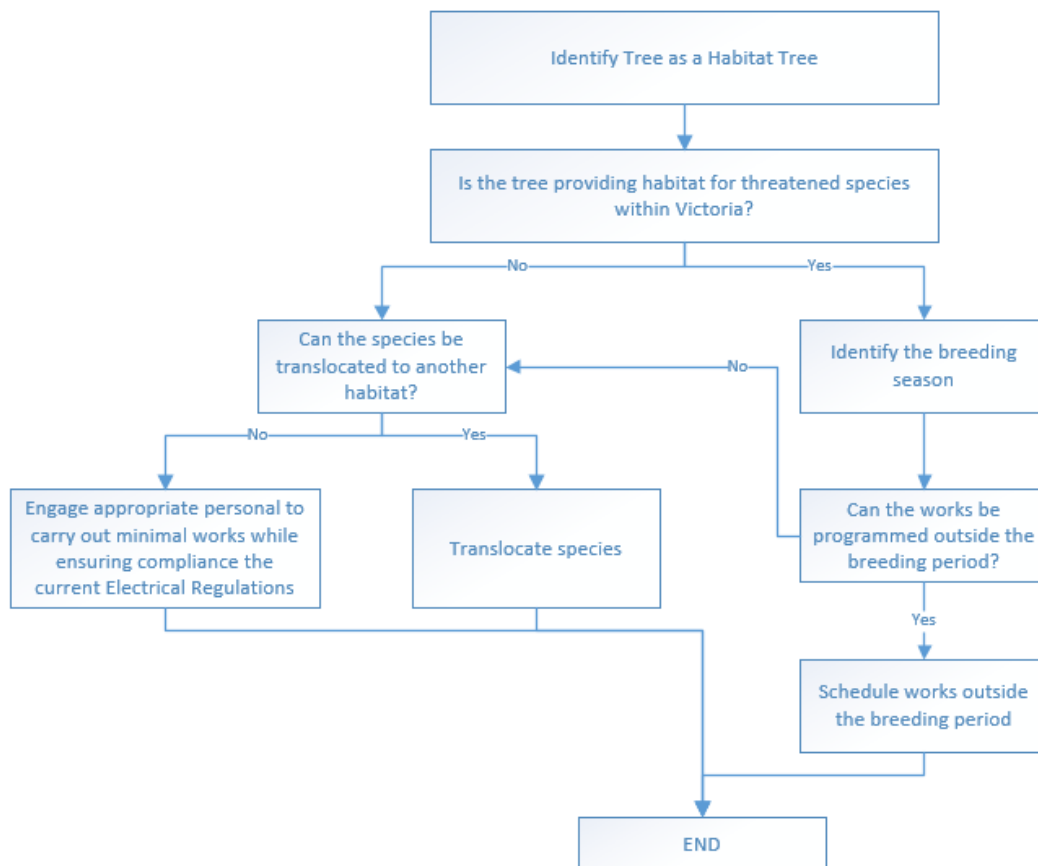 Identify Tree as a Habitat Tree
Is the tree providing habitat for threatened species
within Victoria?
No
Yes
Can the species be
translocated to another
habitat?
No
Identify the breeding
season
No
Yes
Engage appropriate personal to
carry out minimal works while
ensuring compliance the
current Electrical Regulations
Translocate species
Can the works be
programmed outside the
breeding period?
Yes
Schedule works outside
the breeding period
END